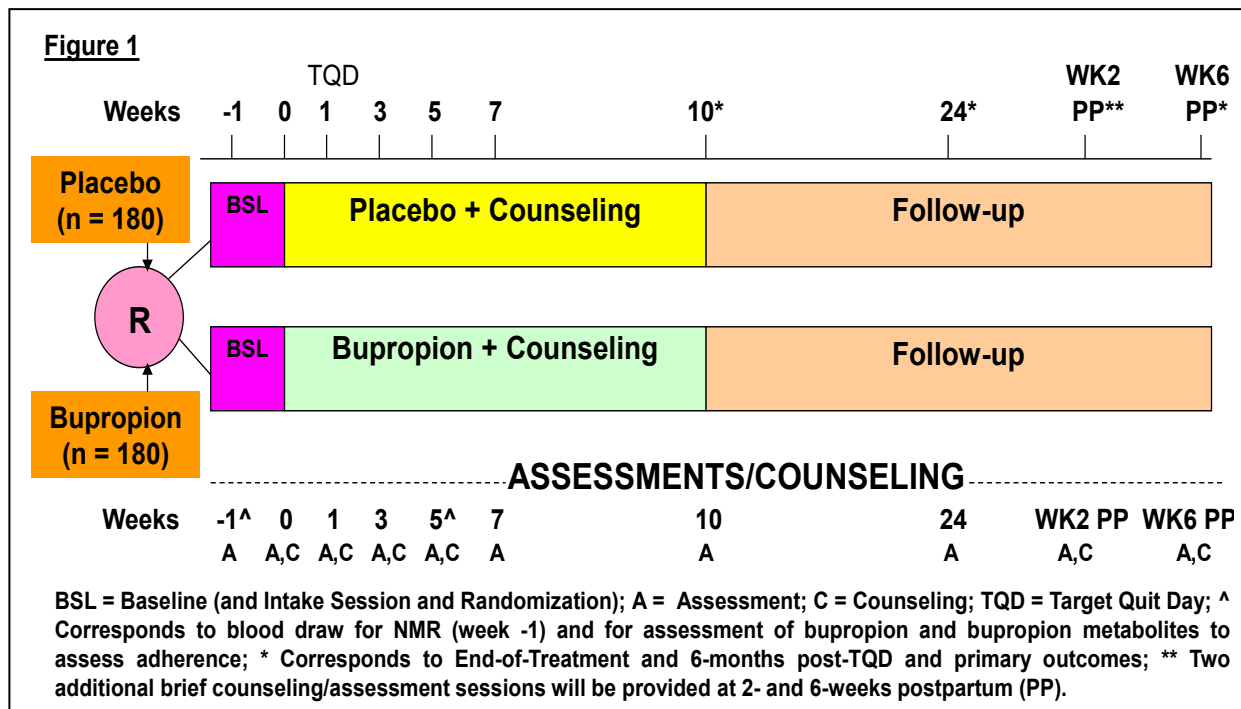 Figure 1
TQD
WK2 WK6
Weeks -1 0 1 3 5 7 10* 24* PP** PP*
Placebo
(n = 180)
BSL Placebo + Counseling Follow-up
R
BSL Bupropion + Counseling Follow-up
Bupropion
(n = 180)
ASSESSMENTS/COUNSELING
Weeks -1^ 0 1 3 5^ 7 10 24 WK2 PP WK6 PP
A A,C A,C A,C A,C A A A A,C A,C
BSL = Baseline (and Intake Session and Randomization); A = Assessment; C = Counseling; TQD = Target Quit Day; ^
Corresponds to blood draw for NMR (week -1) and for assessment of bupropion and bupropion metabolites to
assess adherence; * Corresponds to End-of-Treatment and 6-months post-TQD and primary outcomes; ** Two
additional brief counseling/assessment sessions will be provided at 2- and 6-weeks postpartum (PP).